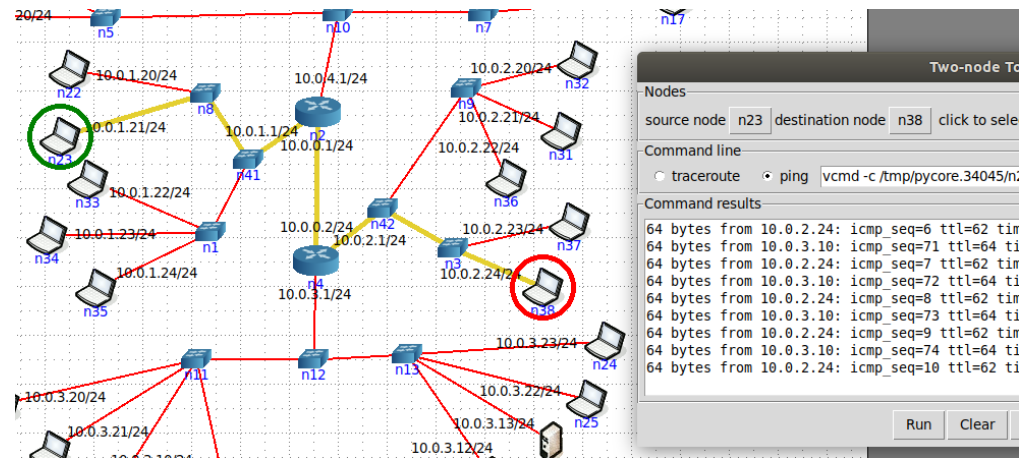 20/24
n5
n10
n7
n17
n22
10.0.1.20/24
n8
10.0.4.1/24
n2
10.0.2.20/24
n32
n9
10.0.1.21/24
n23
10.0.1.1/24
10.0.0.1/24
n41
10.0.2.21/24
n31
10.0.2.22/24
n36
n33
10.0.1.22/24
10.0.1.23/24
n34
n1
10.0.1.24/24
n35
10.0.0.2/24
n42
10.0.2.1/24
n4
10.0.3.1/24
10.0.2.23/24
n37
n3
10.0.2.24/24
n38
n11
n12
n13
10.0.3.23/24
n24
10.0.3.22/24
n25
10.0.3.20/24
10.0.3.21/24
10.0.3.13/24
10.0.3.12/24
Two-node To
Nodes
source node n23 destination node n38 click to sele
Command line
traceroute ping vcmd -c /tmp/pycore.34045/n2
Command results
64 bytes from 10.0.2.24: icmp_seq=6 ttl=62 tim
64 bytes from 10.0.3.10: icmp_seq=71 ttl=64 ti
64 bytes from 10.0.2.24: icmp_seq=7 ttl=62 tim
64 bytes from 10.0.3.10: icmp_seq=72 ttl=64 ti
64 bytes from 10.0.2.24: icmp_seq=8 ttl=62 tim
64 bytes from 10.0.3.10: icmp_seq=73 ttl=64 ti
64 bytes from 10.0.2.24: icmp_seq=9 ttl=62 tim
64 bytes from 10.0.3.10: icmp_seq=74 ttl=64 ti
64 bytes from 10.0.2.24: icmp_seq=10 ttl=62 ti
Run Clear